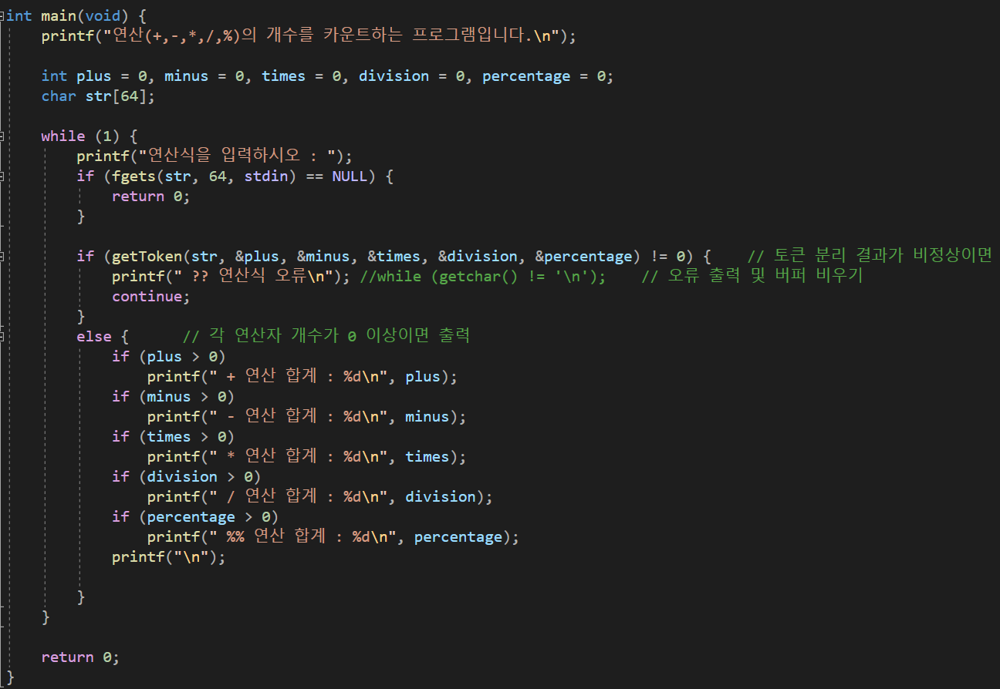 int main(void) {
printf("연산(+,-,*,/,%)의 개수를 카운트하는 프로그램입니다.\n");
int plus = 0, minus = 0, times = 0, division = 0, percentage = 0;
char str[64];
while (1) {
printf("연산식을 입력하시오 : ");
if (fgets(str, 64, stdin) == NULL) {
return 0;
}
if (getToken(str, &plus, &minus, &times, &division, &percentage) != 0) { // 토큰 분리 결과가 비정상이면
printf(" ?? 연산식 오류\n"); //while (getchar() != '\n'); // 오류 출력 및 버퍼 비우기
continue;
}
else { // 각 연산자 개수가 0 이상이면 출력
if (plus > 0)
printf(" + 연산 합계 : %d\n", plus);
if (minus > 0)
printf(" - 연산 합계 : %d\n", minus);
if (times > 0)
printf(" * 연산 합계 : %d\n", times);
if (division > 0)
printf(" / 연산 합계 : %d\n", division);
if (percentage > 0)
printf(" %% 연산 합계 : %d\n", percentage);
printf("\n");
}
}
return 0;
}